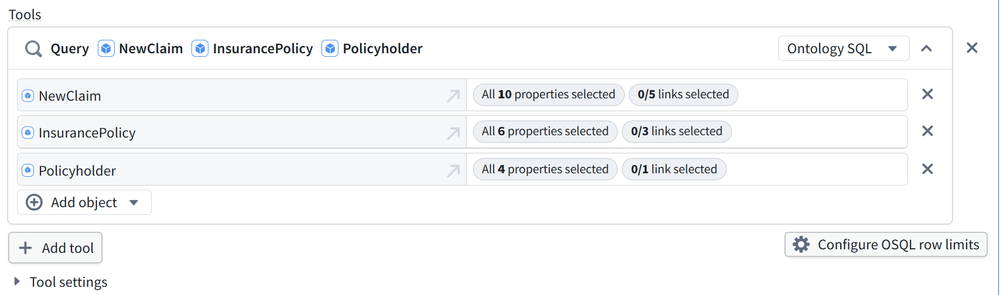 Tools
Query NewClaim InsurancePolicy Policyholder Ontology SQL
NewClaim All 10 properties selected 0/5 links selected
InsurancePolicy All 6 properties selected 0/3 links selected
Policyholder All 4 properties selected 0/1 link selected
Add object
Add tool Configure OSQL row limits
Tool settings